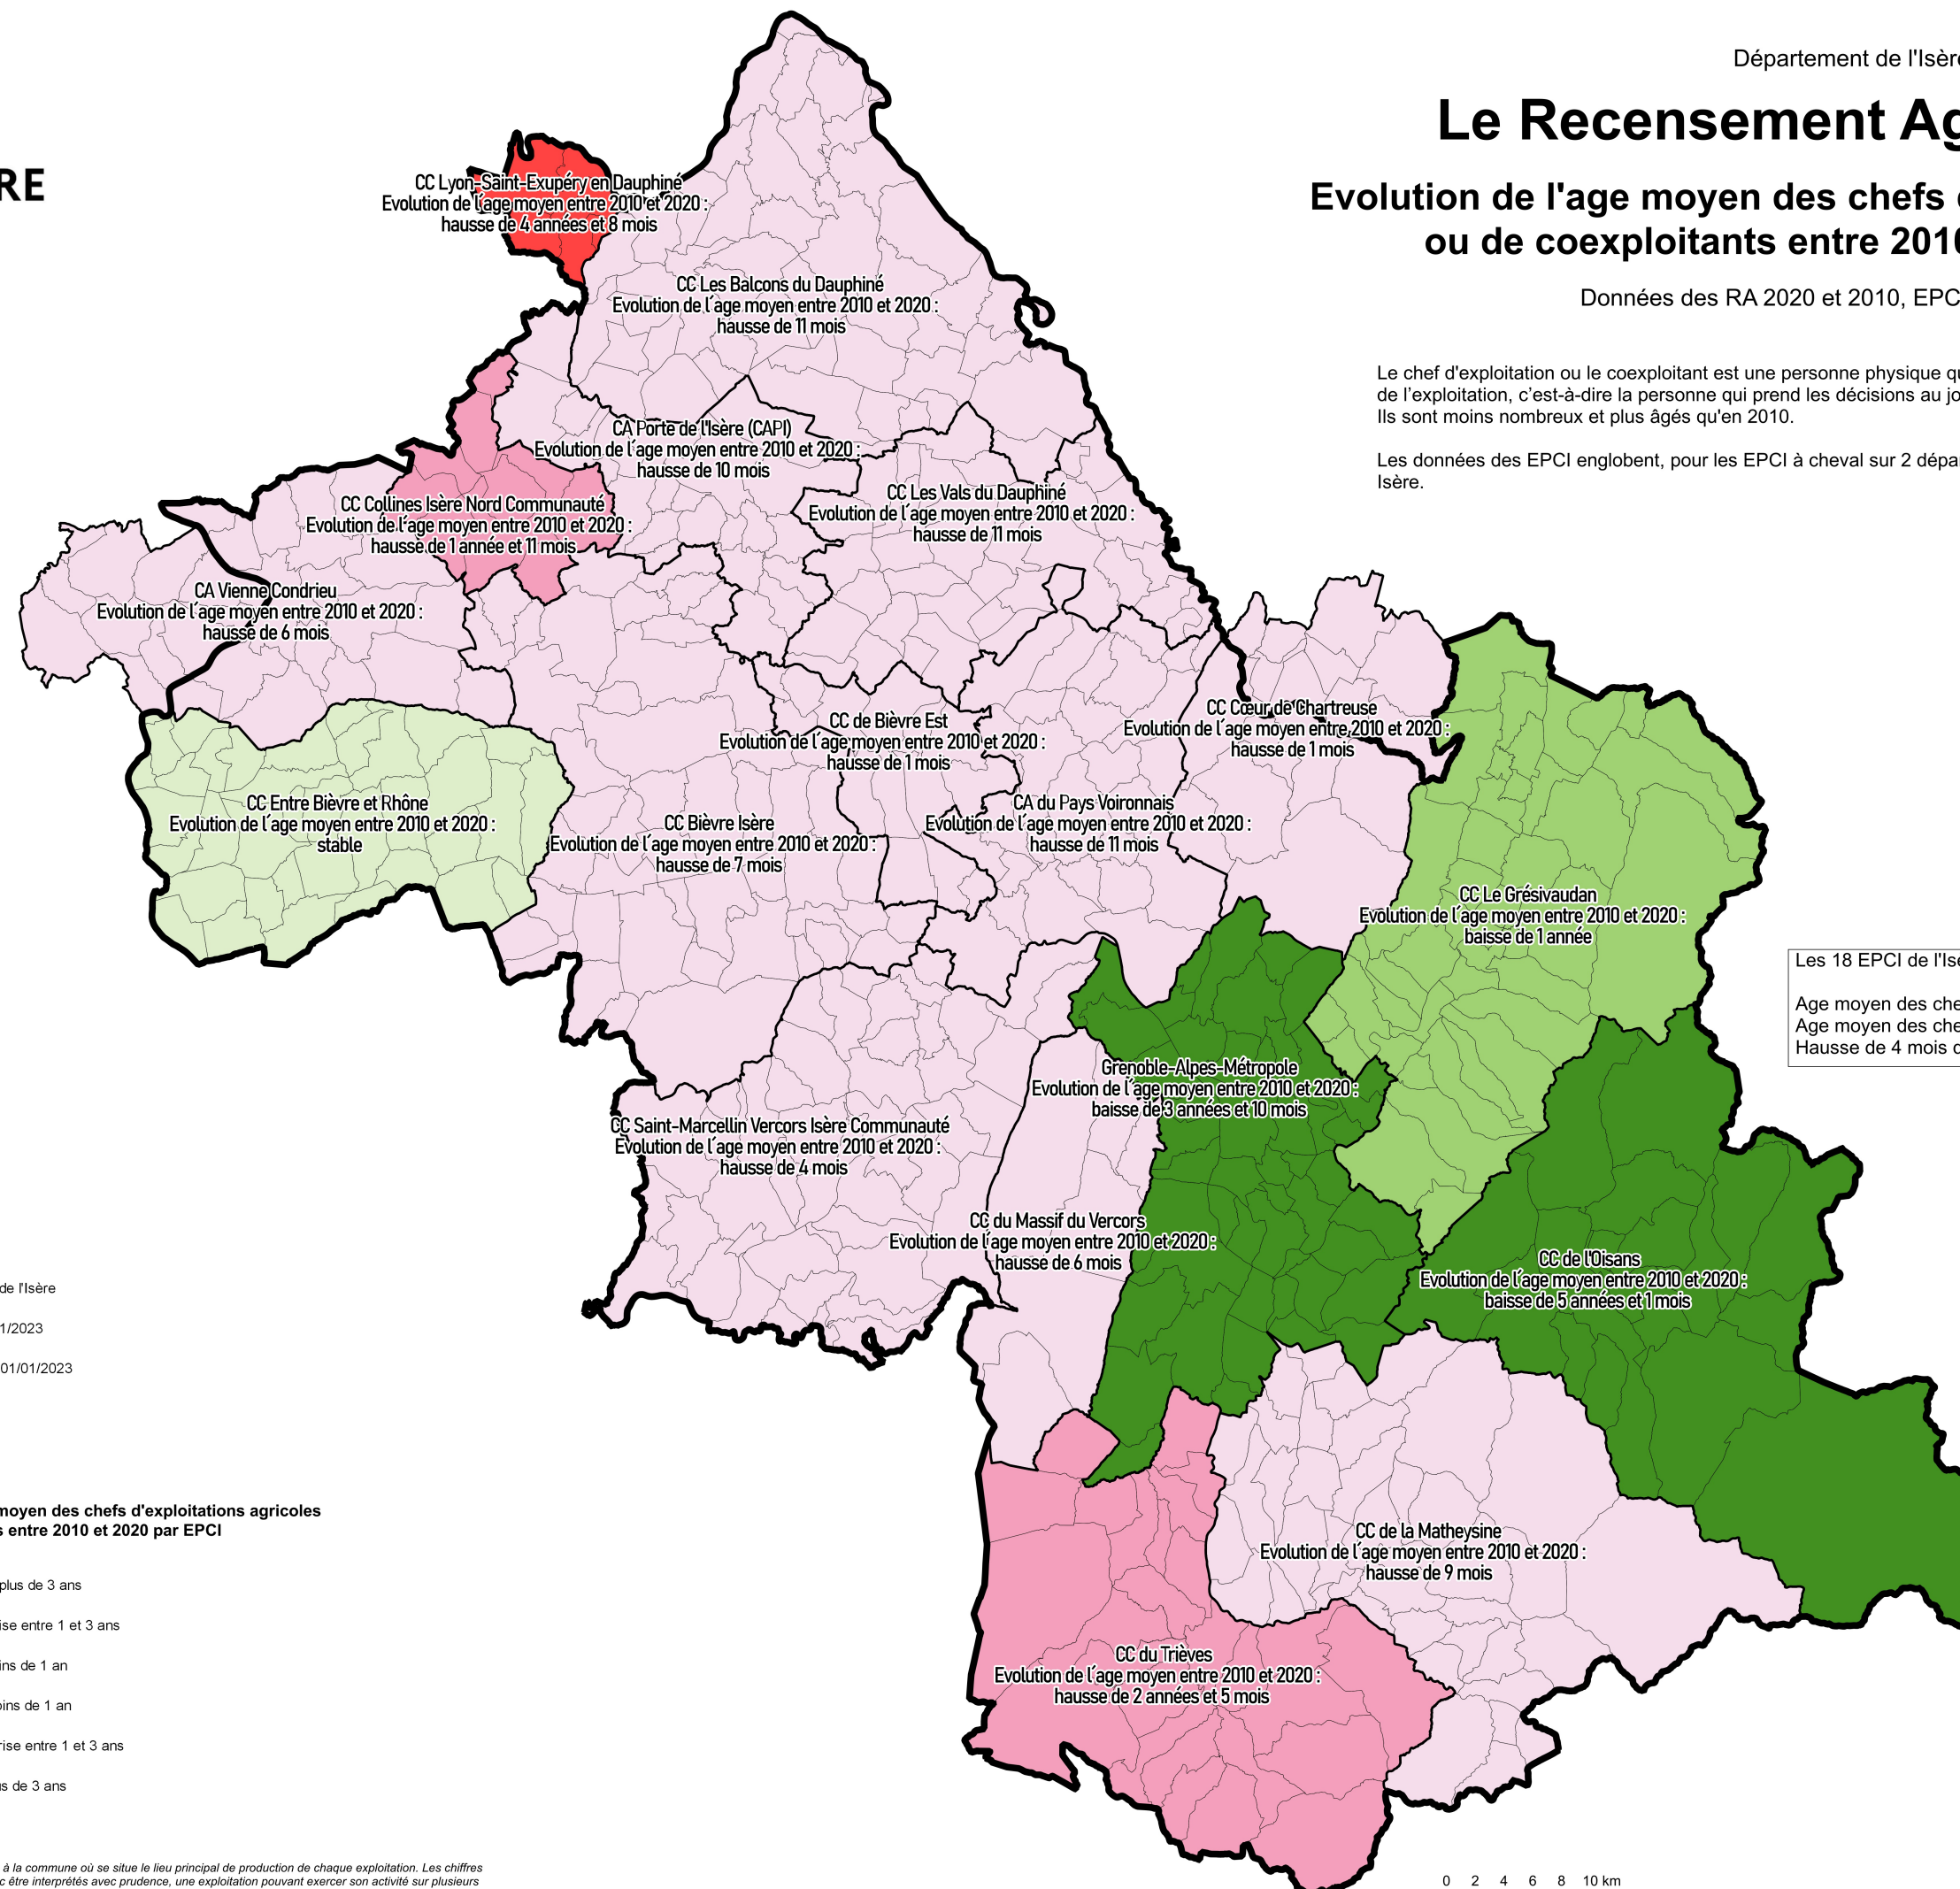 Département de l'Isère
Le Recensement Ag
Evolution de l'age moyen des chefs
ou de coexploitants entre 2010
Données des RA 2020 et 2010, EPC
RE
Le chef d'exploitation ou le coexploitant est une personne physique qu
de l'exploitation, c'est-à-dire la personne qui prend les décisions au jo
Ils sont moins nombreux et plus âgés qu'en 2010.
Les données des EPCI englobent, pour les EPCI à cheval sur 2 dépar
Isère.
CC Lyon-Saint-Exupéry en Dauphiné
Evolution de l'age moyen entre 2010 et 2020 :
hausse de 4 années et 8 mois
CC Les Balcons du Dauphiné
Evolution de l'age moyen entre 2010 et 2020 :
hausse de 11 mois
CA Porte de l'Isère (CAPI)
Evolution de l'age moyen entre 2010 et 2020 :
hausse de 10 mois
CC Les Vals du Dauphiné
Evolution de l'age moyen entre 2010 et 2020 :
hausse de 11 mois
CC Collines Isère Nord Communauté
Evolution de l'age moyen entre 2010 et 2020 :
hausse de 1 année et 11 mois
CA Vienne Condrieu
Evolution de l'age moyen entre 2010 et 2020 :
hausse de 6 mois
CC de Bièvre Est
Evolution de l'age moyen entre 2010 et 2020 :
hausse de 1 mois
CC Cœur de Chartreuse
Evolution de l'age moyen entre 2010 et 2020 :
hausse de 1 mois
CC Entre Bièvre et Rhône
Evolution de l'age moyen entre 2010 et 2020 :
stable
CC Bièvre Isère
Evolution de l'age moyen entre 2010 et 2020 :
hausse de 7 mois
CA du Pays Voironnais
Evolution de l'age moyen entre 2010 et 2020 :
hausse de 11 mois
CC Le Grésivaudan
Evolution de l'age moyen entre 2010 et 2020 :
baisse de 1 année
Les 18 EPCI de l'Isè
Age moyen des che
Age moyen des che
Hausse de 4 mois d
Grenoble-Alpes-Métropole
Evolution de l'age moyen entre 2010 et 2020 :
baisse de 3 années et 10 mois
CC Saint-Marcellin Vercors Isère Communauté
Evolution de l'age moyen entre 2010 et 2020 :
hausse de 4 mois
CC du Massif du Vercors
Evolution de l'age moyen entre 2010 et 2020 :
hausse de 6 mois
CC de l'Oisans
Evolution de l'age moyen entre 2010 et 2020 :
baisse de 5 années et 1 mois
CC de la Matheysine
Evolution de l'age moyen entre 2010 et 2020 :
hausse de 9 mois
CC du Trièves
Evolution de l'age moyen entre 2010 et 2020 :
hausse de 2 années et 5 mois
de l'Isère
1/2023
01/01/2023
moyen des chefs d'exploitations agricoles
s entre 2010 et 2020 par EPCI
plus de 3 ans
ise entre 1 et 3 ans
ins de 1 an
oins de 1 an
rise entre 1 et 3 ans
s de 3 ans
à la commune où se situe le lieu principal de production de chaque exploitation. Les chiffres
c être interprétés avec prudence, une exploitation pouvant exercer son activité sur plusieurs
0 2 4 6 8 10 km